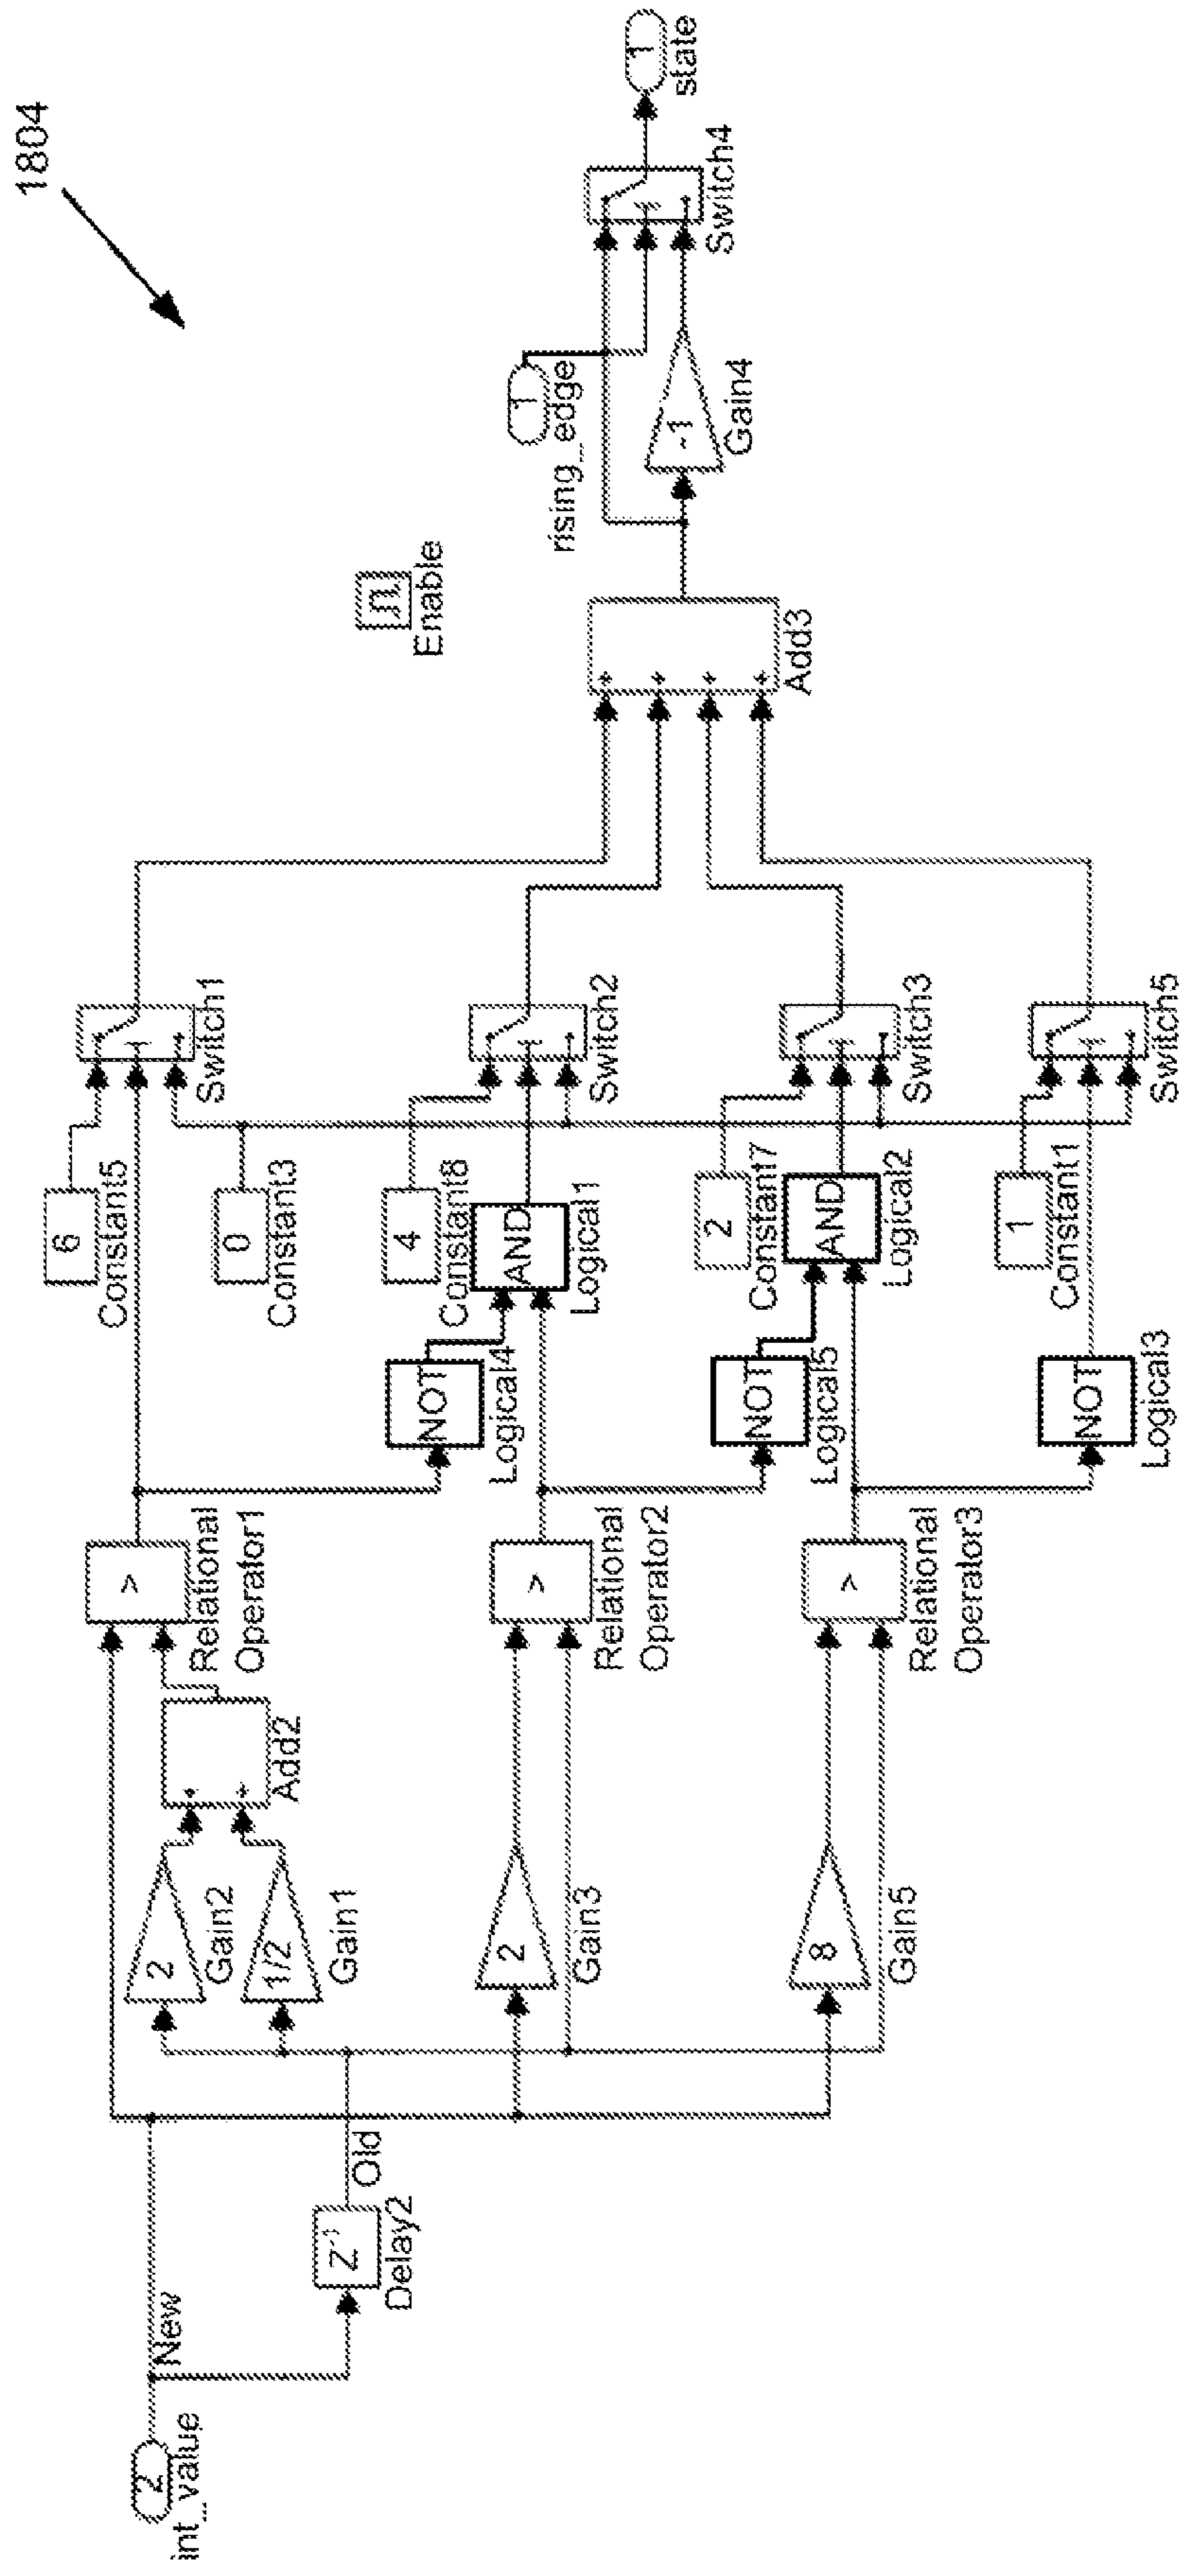 1804
2
int_value
New
Z⁻¹
Delay2
Old
2
Gain2
1/2
Gain1
+
+
Add2
>
Relational
Operator1
6
Constant5
Switch1
0
Constant3
2
Gain3
>
Relational
Operator2
NOT
Logical4
4
Constant8
AND
Logical1
Switch2
8
Gain5
>
Relational
Operator3
NOT
Logical5
2
Constant7
AND
Logical2
Switch3
NOT
Logical3
1
Constant1
Switch5
+
+
+
+
Add3
Enable
1
rising_edge
-1
Gain4
Switch4
1
state